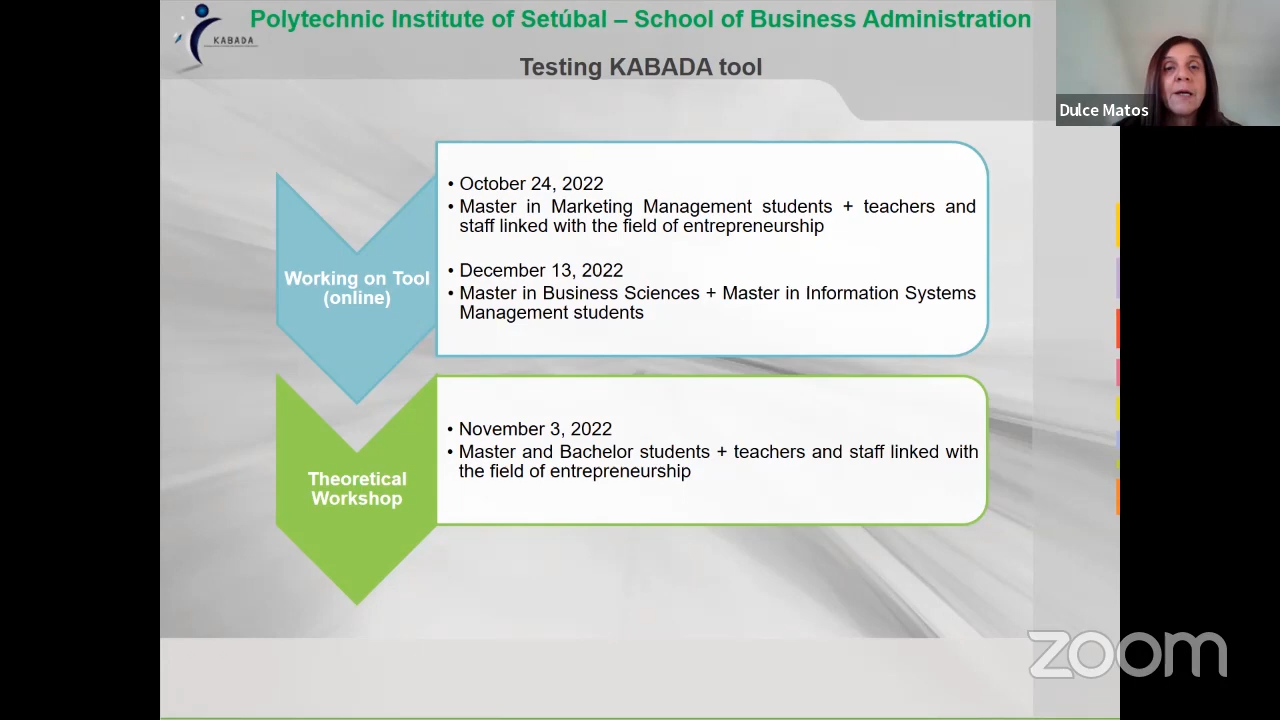 Polytechnic Institute of Setúbal – School of Business Administration
KABADA
Testing KABADA tool
Dulce Matos
Working on Tool
(online)
• October 24, 2022
• Master in Marketing Management students + teachers and
staff linked with the field of entrepreneurship
• December 13, 2022
• Master in Business Sciences + Master in Information Systems
Management students
Theoretical
Workshop
• November 3, 2022
• Master and Bachelor students + teachers and staff linked with
the field of entrepreneurship
zoom